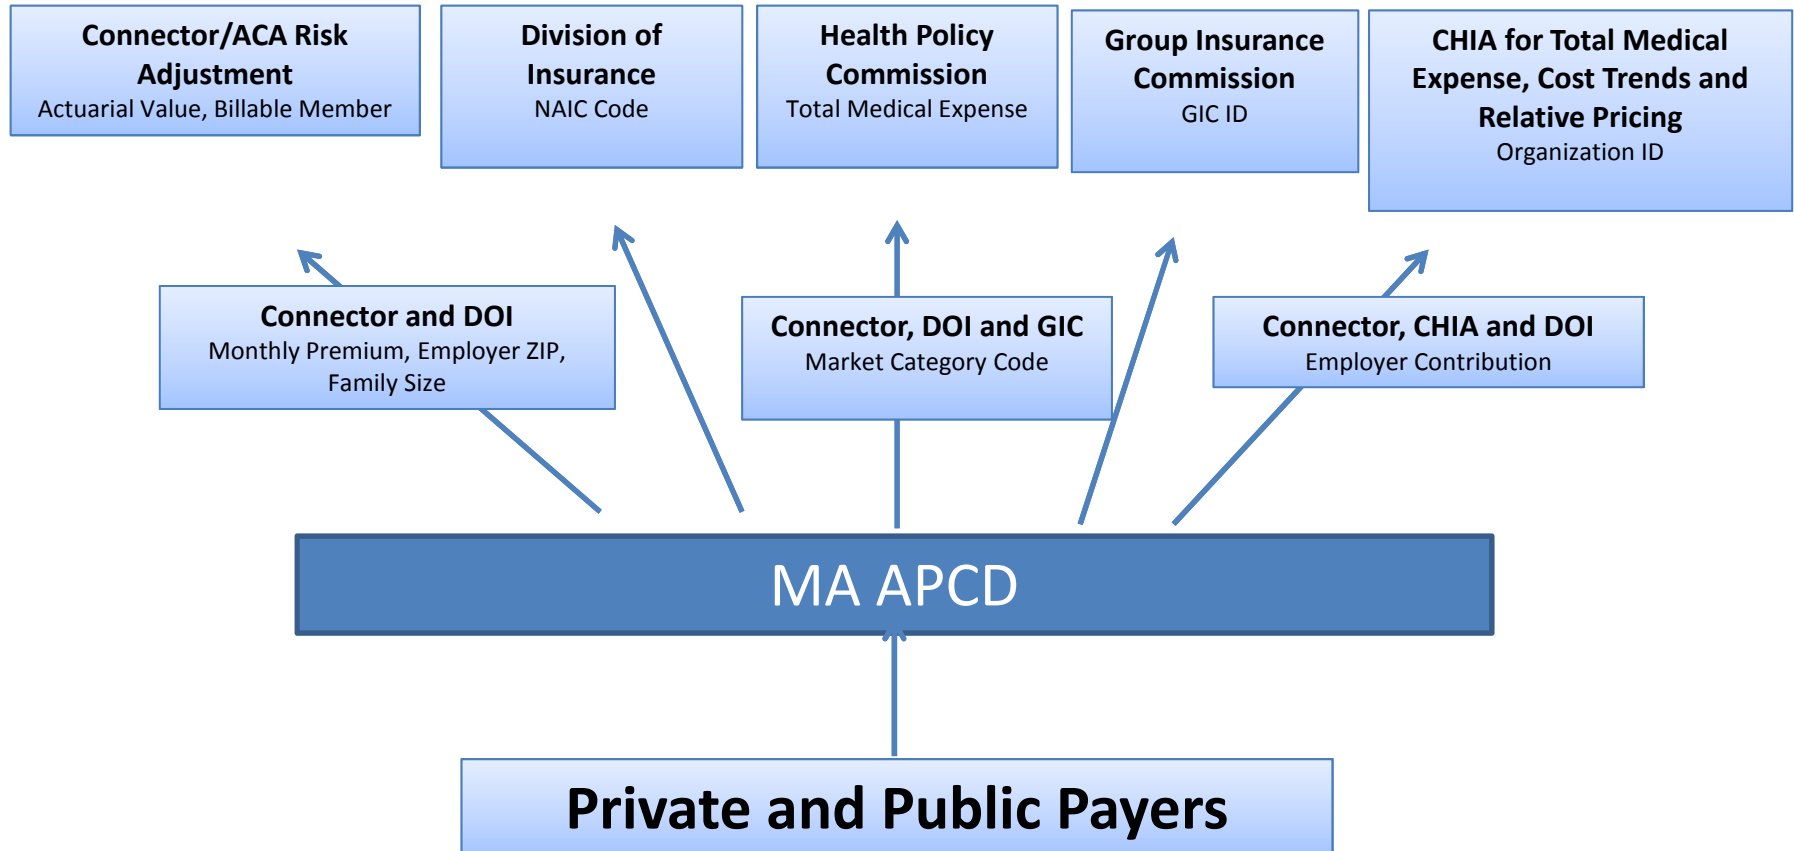 Connector/ACA Risk
Adjustment
Actuarial Value, Billable Member
Division of
Insurance
NAIC Code
Health Policy
Commission
Total Medical Expense
Group Insurance
Commission
GIC ID
CHIA for Total Medical
Expense, Cost Trends and
Relative Pricing
Organization ID
Connector and DOI
Monthly Premium, Employer ZIP,
Family Size
Connector, DOI and GIC
Market Category Code
Connector, CHIA and DOI
Employer Contribution
MA APCD
Private and Public Payers